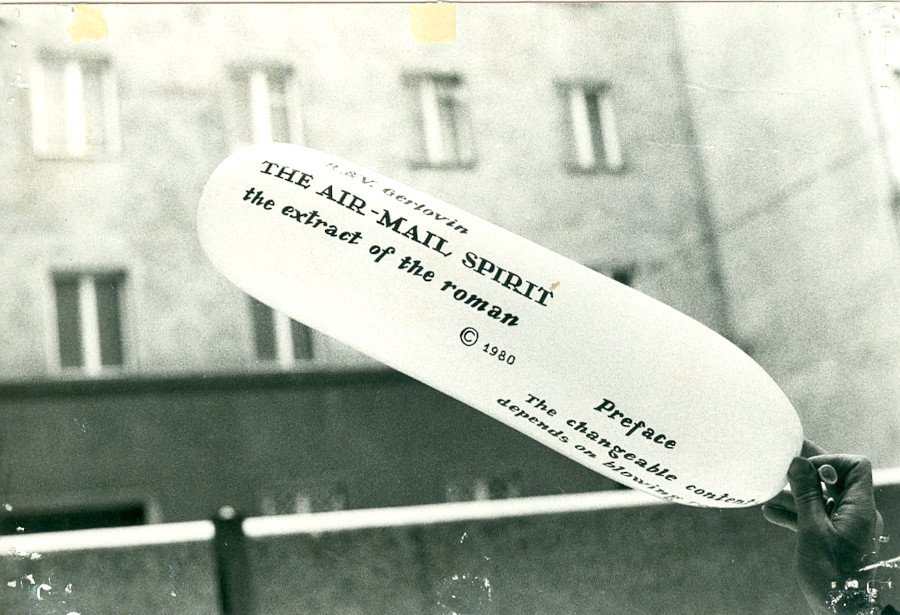 R. & V. Gerlovin
THE AIR-MAIL SPIRIT
the extract of the roman
© 1980
Preface
The changeable content
depends on blowing